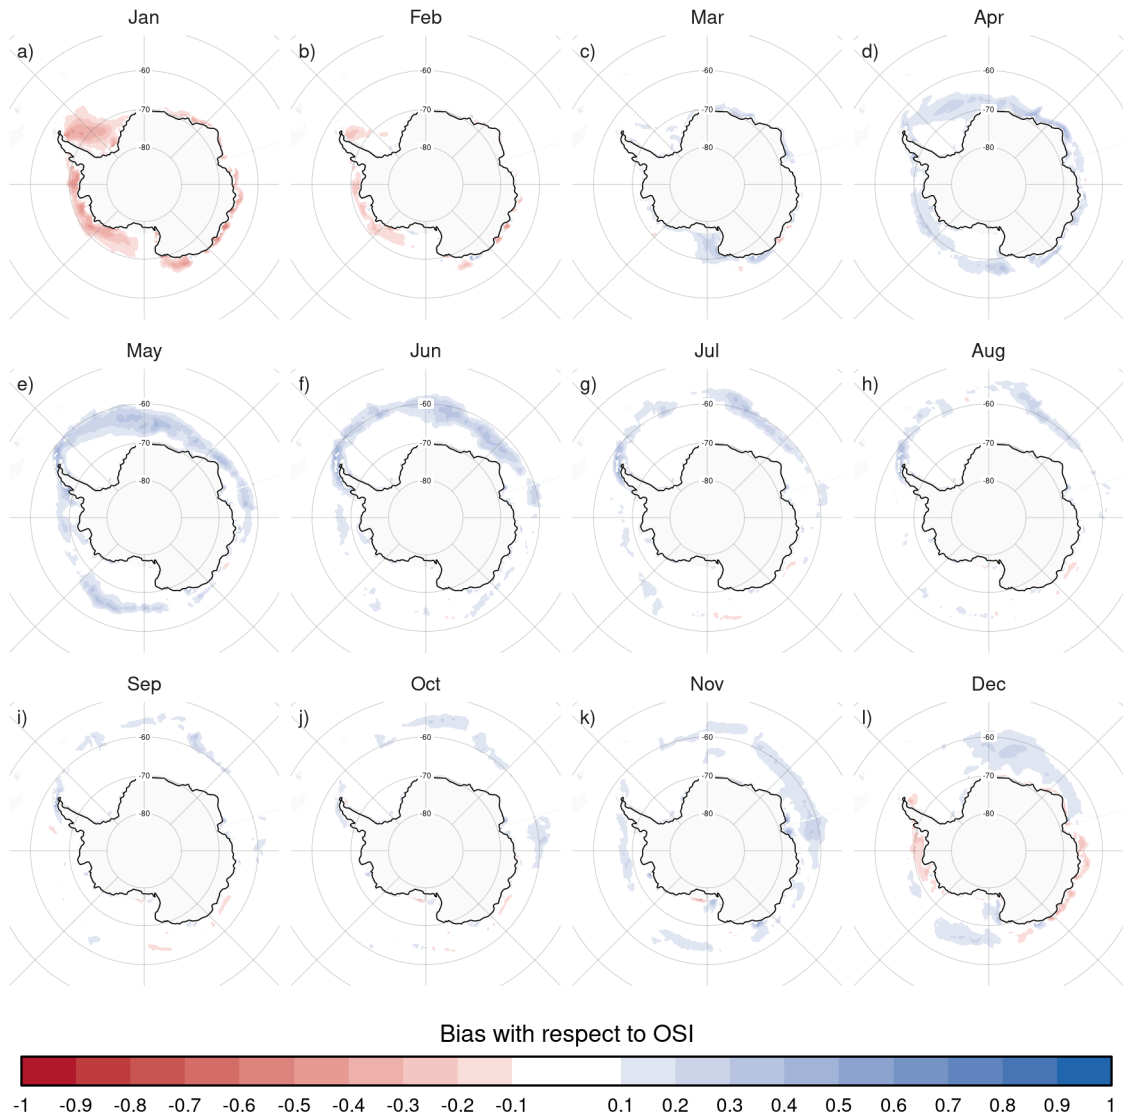 Jan Feb Mar Apr
a) b) c) d)
-60 -60 -60 -60
-70 -70 -70 -70
-80 -80 -80 -80
May Jun Jul Aug
e) f) g) h)
-60 -60 -60 -60
-70 -70 -70 -70
-80 -80 -80 -80
Sep Oct Nov Dec
i) j) k) l)
-60 -60 -60 -60
-70 -70 -70 -70
-80 -80 -80 -80
Bias with respect to OSI
-1 -0.9 -0.8 -0.7 -0.6 -0.5 -0.4 -0.3 -0.2 -0.1 0.1 0.2 0.3 0.4 0.5 0.6 0.7 0.8 0.9 1